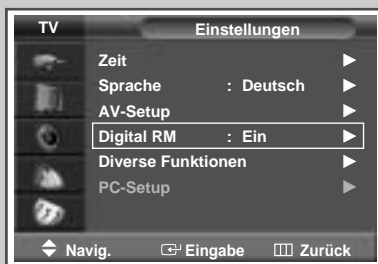 TV Einstellungen
Zeit
Sprache : Deutsch
AV-Setup
Digital RM : Ein
Diverse Funktionen
PC-Setup
Navig. Eingabe Zurück